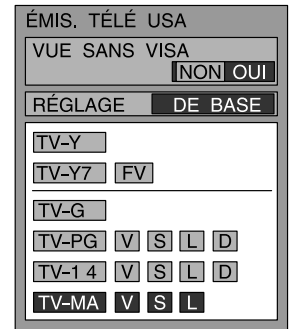 ÉMIS. TÉLÉ USA
VUE SANS VISA
NON OUI
RÉGLAGE DE BASE
TV-Y
TV-Y7 FV
TV-G
TV-PG V S L D
TV-1 4 V S L D
TV-MA V S L